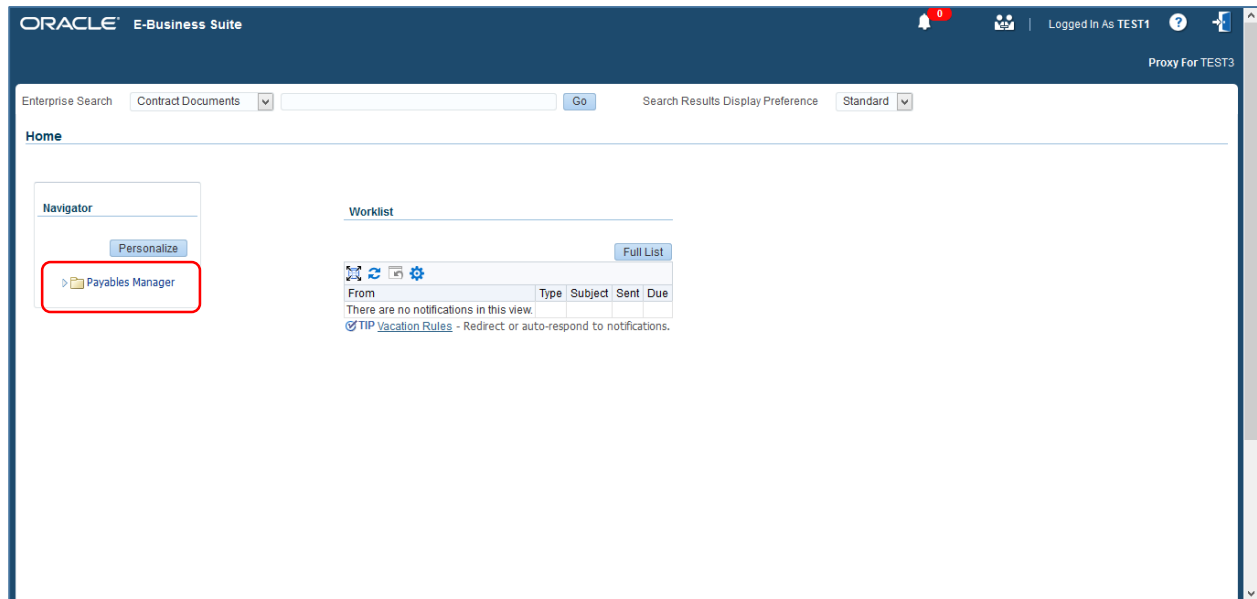 ORACLE E-Business Suite
0
Logged In As TEST1
?
Proxy For TEST3
Enterprise Search Contract Documents Go Search Results Display Preference Standard
Home
Navigator
Personalize
Payables Manager
Worklist
Full List
From Type Subject Sent Due
There are no notifications in this view.
TIP Vacation Rules - Redirect or auto-respond to notifications.